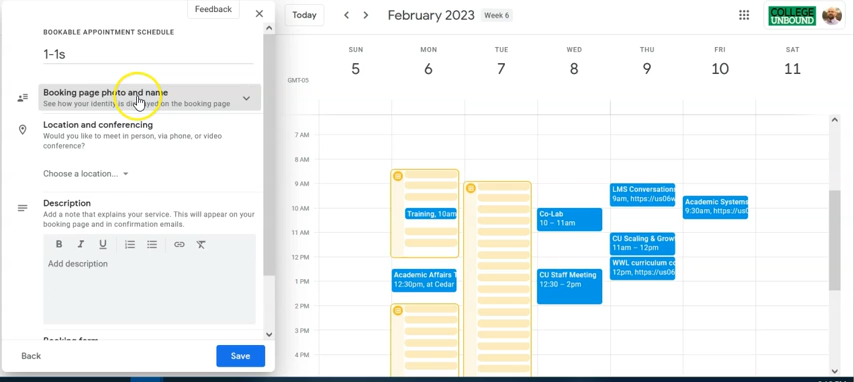 Feedback
BOOKABLE APPOINTMENT SCHEDULE
1-1s
Booking page photo and name
See how your identity is displayed on the booking page
Location and conferencing
Would you like to meet in person, via phone, or video
conference?
Choose a location...
Description
Add a note that explains your service. This will appear on your
booking page and in confirmation emails.
B I U
Add description
Booking form
Back
Save
Today
February 2023
Week 6
COLLEGE
UNBOUND
GMT-05
SUN
5
MON
6
TUE
7
WED
8
THU
9
FRI
10
SAT
11
7 AM
8 AM
9 AM
10 AM
11 AM
12 PM
1 PM
2 PM
3 PM
4 PM
Training, 10am
Academic Affairs T
12:30pm, at Cedar
Co-Lab
10 – 11am
CU Staff Meeting
12:30 – 2pm
LMS Conversations
9am, https://us06w
CU Scaling & Grow
11am – 12pm
WWL curriculum co
12pm, https://us06
Academic Systems
9:30am, https://us0